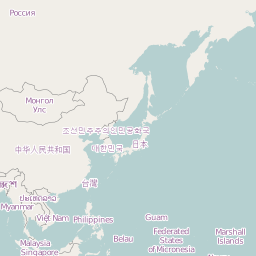 Россия
Монгол
Улс
조선민주주의인민공화국
中华人民共和国
대한민국
日本
台灣
Myanmar
Việt Nam
Philippines
Guam
Belau
Federated
States
of Micronesia
Marshall
Islands
Malaysia
Singapore